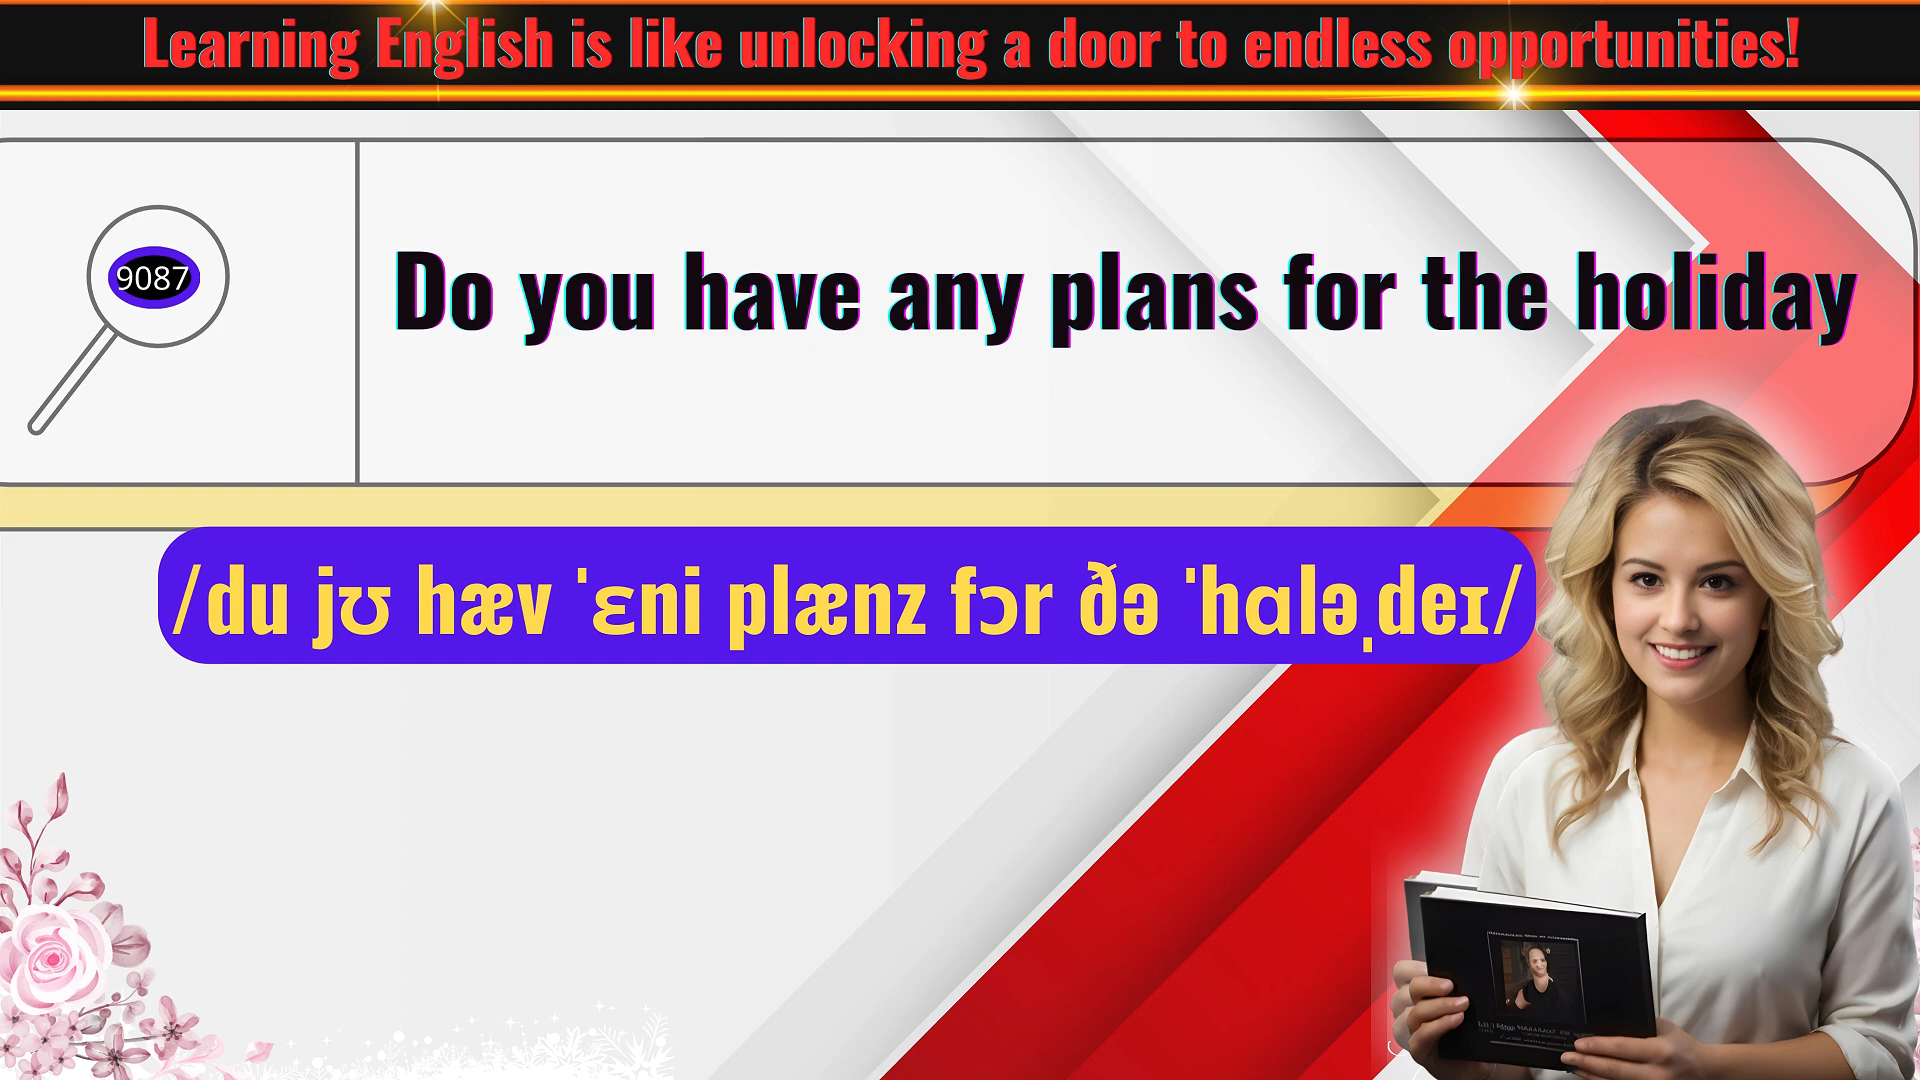 Learning English is like unlocking a door to endless opportunities!
9087
Do you have any plans for the holiday
/du jʊ hæv ˈɛni plænz fɔr ðə ˈhɑləˌdeɪ/